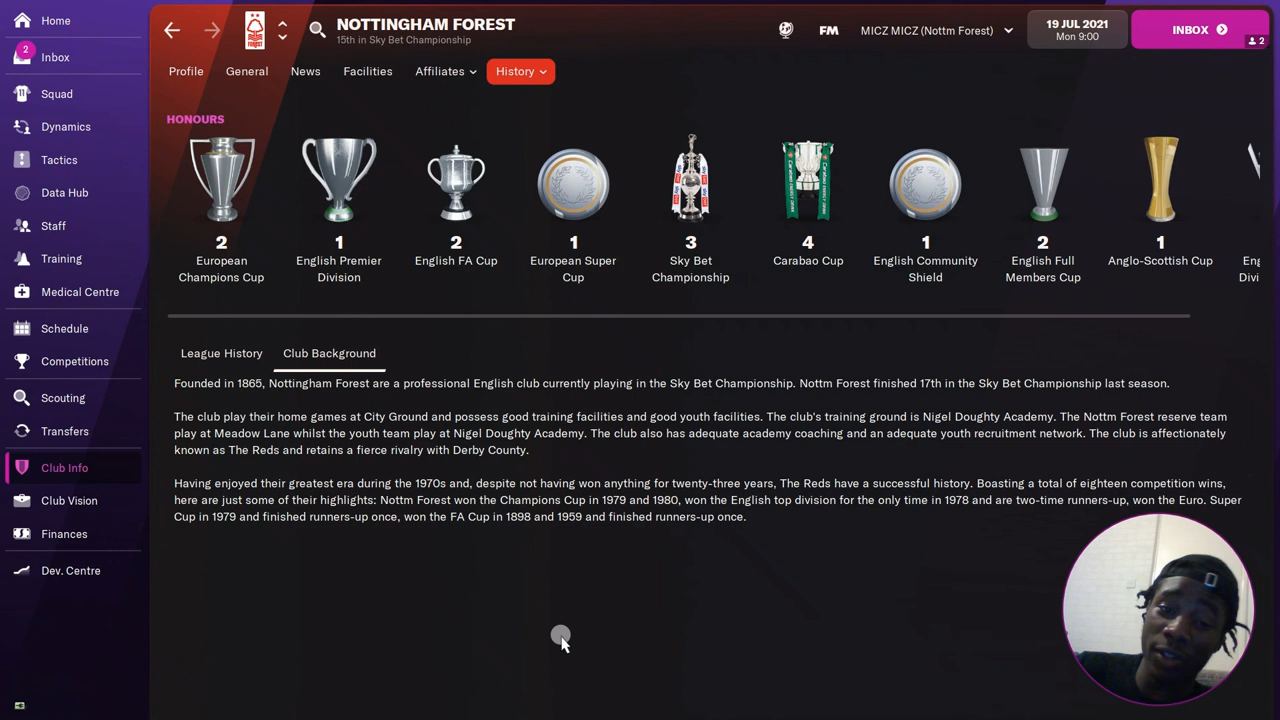 Home
2
Inbox
Squad
Dynamics
Tactics
Data Hub
Staff
Training
Medical Centre
Schedule
Competitions
Scouting
Transfers
Club Info
Club Vision
Finances
Dev. Centre
NOTTINGHAM FOREST
15th in Sky Bet Championship
FM
MICZ MICZ (Nottm Forest)
19 JUL 2021
Mon 9:00
INBOX
2
Profile
General
News
Facilities
Affiliates
History
HONOURS
2
European
Champions Cup
1
English Premier
Division
2
English FA Cup
1
European Super
Cup
3
Sky Bet
Championship
4
Carabao Cup
1
English Community
Shield
2
English Full
Members Cup
1
Anglo-Scottish Cup
Eng
Divi
League History
Club Background
Founded in 1865, Nottingham Forest are a professional English club currently playing in the Sky Bet Championship. Nottm Forest finished 17th in the Sky Bet Championship last season.
The club play their home games at City Ground and possess good training facilities and good youth facilities. The club's training ground is Nigel Doughty Academy. The Nottm Forest reserve team
play at Meadow Lane whilst the youth team play at Nigel Doughty Academy. The club also has adequate academy coaching and an adequate youth recruitment network. The club is affectionately
known as The Reds and retains a fierce rivalry with Derby County.
Having enjoyed their greatest era during the 1970s and, despite not having won anything for twenty-three years, The Reds have a successful history. Boasting a total of eighteen competition wins,
here are just some of their highlights: Nottm Forest won the Champions Cup in 1979 and 1980, won the English top division for the only time in 1978 and are two-time runners-up, won the Euro. Super
Cup in 1979 and finished runners-up once, won the FA Cup in 1898 and 1959 and finished runners-up once.